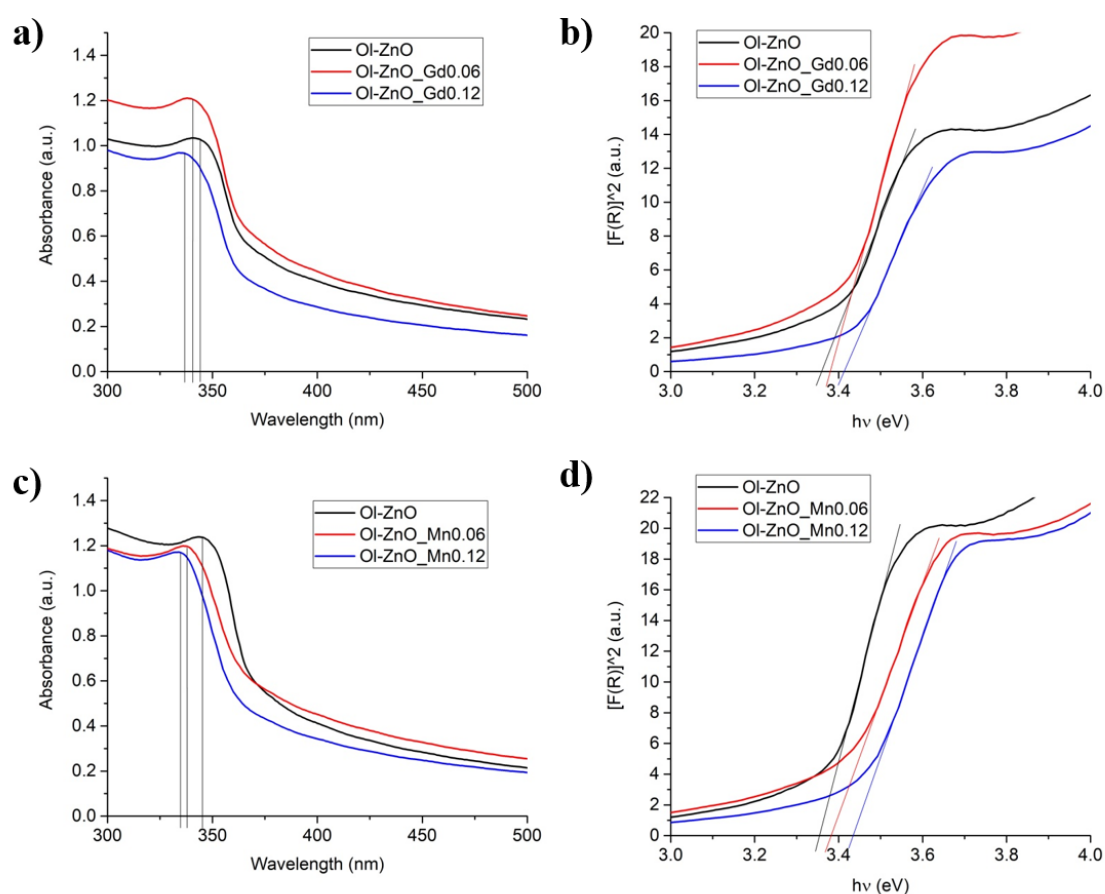 a)
Ol-ZnO
Ol-ZnO_Gd0.06
Ol-ZnO_Gd0.12
1.4
1.2
1.0
0.8
0.6
0.4
0.2
0.0
Absorbance (a.u.)
300
350
400
450
500
Wavelength (nm)
b)
Ol-ZnO
Ol-ZnO_Gd0.06
Ol-ZnO_Gd0.12
20
18
16
14
12
10
8
6
4
2
0
[F(R)]^2 (a.u.)
3.0
3.2
3.4
3.6
3.8
4.0
hν (eV)
c)
Ol-ZnO
Ol-ZnO_Mn0.06
Ol-ZnO_Mn0.12
1.4
1.2
1.0
0.8
0.6
0.4
0.2
0.0
Absorbance (a.u.)
300
350
400
450
500
Wavelength (nm)
d)
Ol-ZnO
Ol-ZnO_Mn0.06
Ol-ZnO_Mn0.12
22
20
18
16
14
12
10
8
6
4
2
0
[F(R)]^2 (a.u.)
3.0
3.2
3.4
3.6
3.8
4.0
hν (eV)